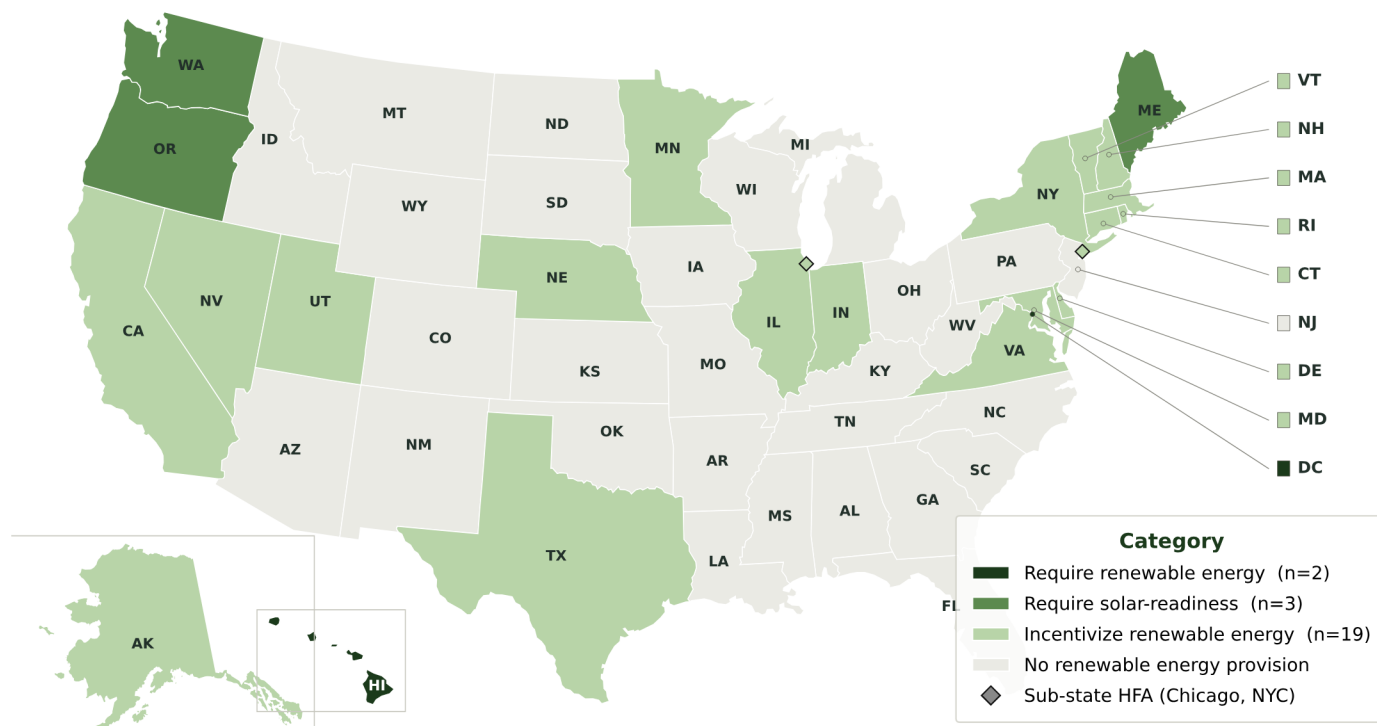 WA
OR
ID
MT
ND
MN
MI
ME
WY
SD
WI
NY
CA
NV
UT
NE
IA
IL
IN
OH
PA
CO
KS
MO
WV
VA
KY
AZ
NM
OK
AR
TN
NC
SC
TX
LA
MS
AL
GA
FL
AK
HI
VT
NH
MA
RI
CT
NJ
DE
MD
DC
Category
Require renewable energy (n=2)
Require solar-readiness (n=3)
Incentivize renewable energy (n=19)
No renewable energy provision
Sub-state HFA (Chicago, NYC)